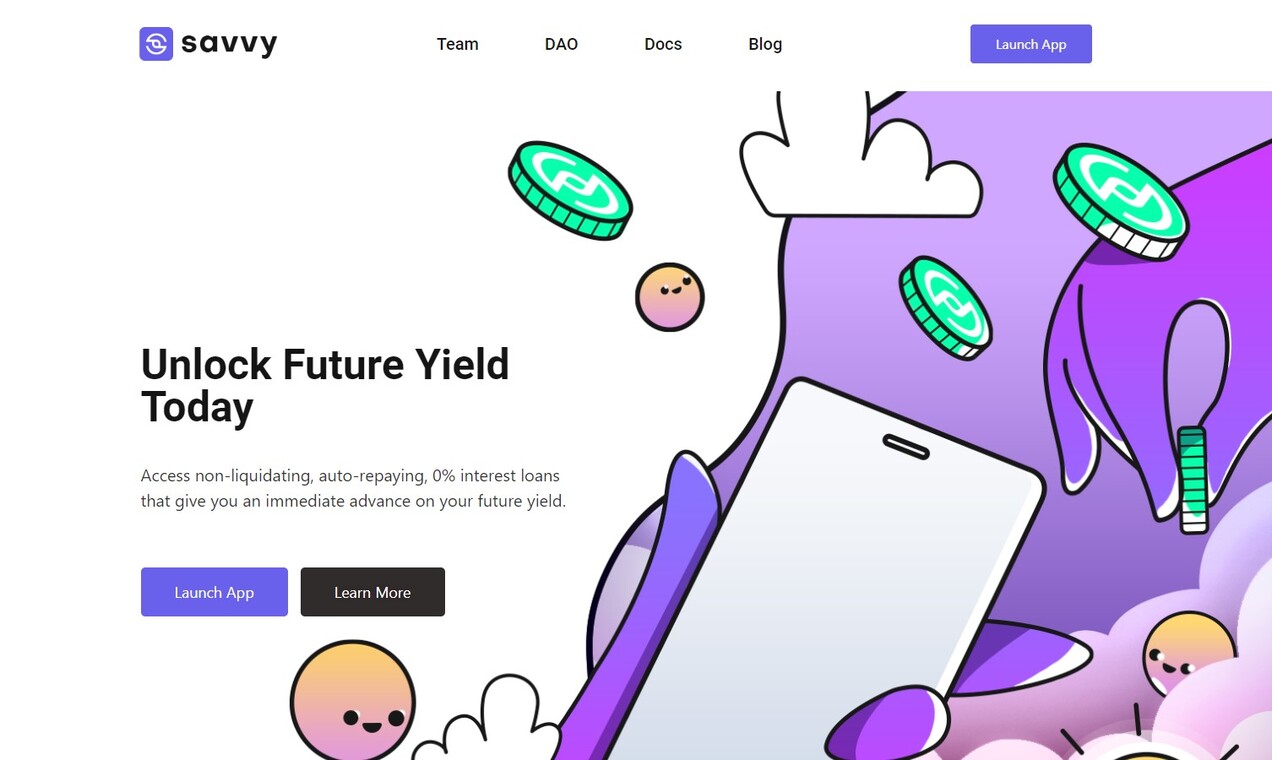 savvy
Team
DAO
Docs
Blog
Launch App
Unlock Future Yield
Today
Access non-liquidating, auto-repaying, 0% interest loans
that give you an immediate advance on your future yield.
Launch App
Learn More